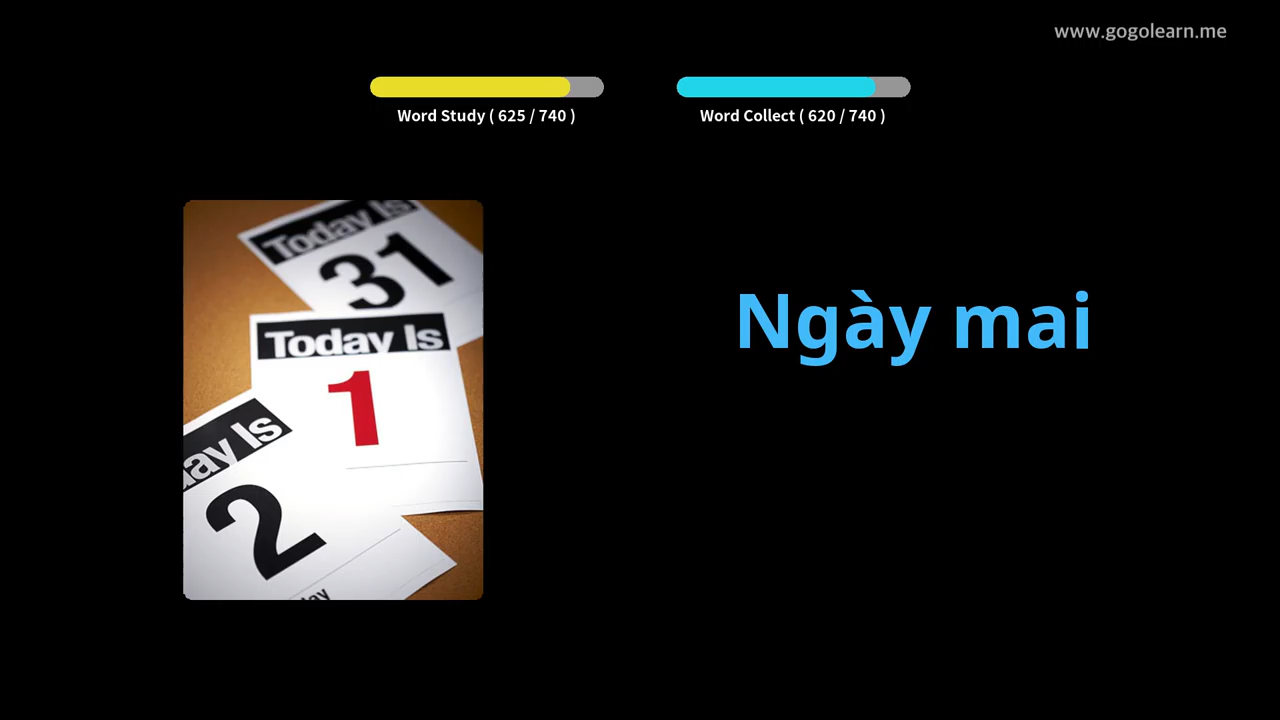 www.gogolearn.me
Word Study ( 625 / 740 )
Word Collect ( 620 / 740 )
Today Is
31
Today Is
1
ay Is
2
day
Ngày mai